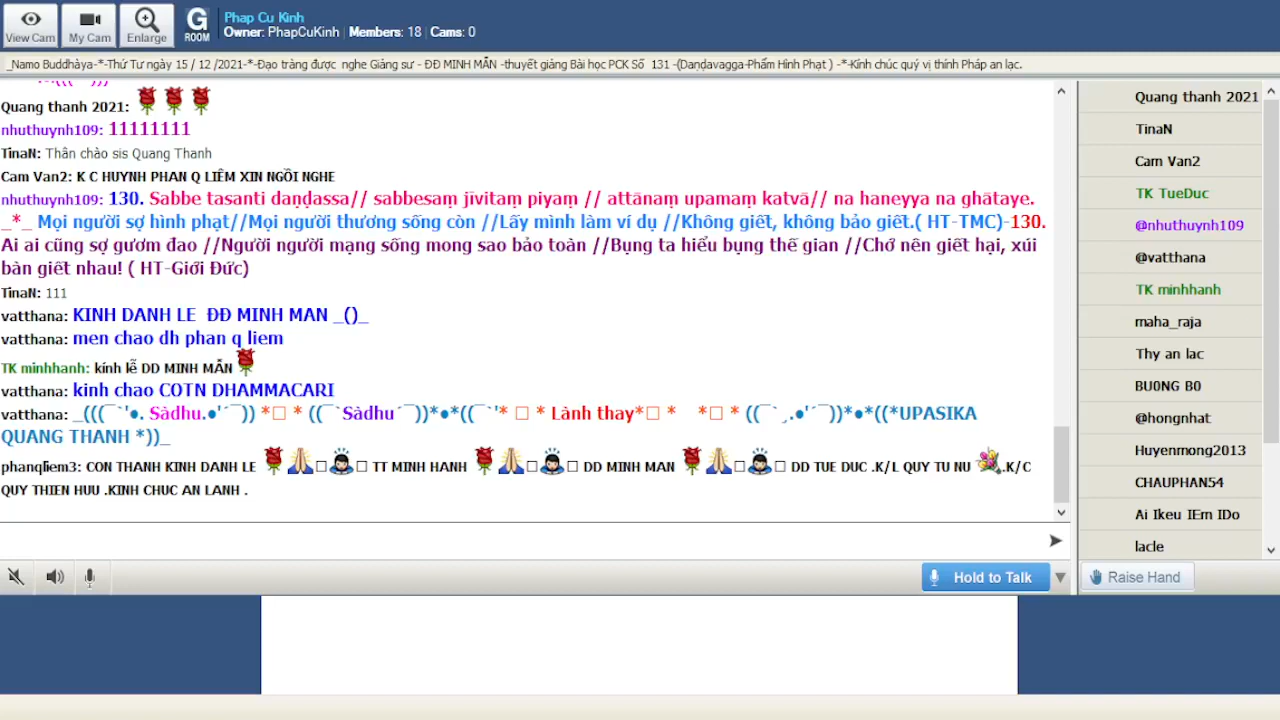 View Cam
My Cam
Enlarge
G
ROOM
Phap Cu Kinh
Owner: PhapCuKinh | Members: 18 | Cams: 0
_Namo Buddhàya-*-Thứ Tư ngày 15 / 12 /2021-*-Đạo tràng được nghe Giảng sư - ĐĐ MINH MẪN -thuyết giảng Bài học PCK Số 131 -(Daṇḍavagga-Phẩm Hình Phạt ) -*-Kính chúc quý vị thính Pháp an lạc.
Quang thanh 2021:
nhuthuynh109: 11111111
TinaN: Thân chào sis Quang Thanh
Cam Van2: K C HUYNH PHAN Q LIÊM XIN NGỒI NGHE
nhuthuynh109: 130. Sabbe tasanti daṇḍassa// sabbesaṃ jīvitaṃ piyaṃ // attānaṃ upamaṃ katvā// na haneyya na ghātaye.
_*_ Mọi người sợ hình phạt//Mọi người thương sống còn //Lấy mình làm ví dụ //Không giết, không bảo giết.( HT-TMC)-130.
Ai ai cũng sợ gươm đao //Người người mạng sống mong sao bảo toàn //Bụng ta hiểu bụng thế gian //Chớ nên giết hại, xúi
bàn giết nhau! ( HT-Giới Đức)
TinaN: 111
vatthana: KINH DANH LE ĐĐ MINH MAN _()_
vatthana: men chao dh phan q liem
TK minhhanh: kính lễ DD MINH MẪN
vatthana: kinh chao COTN DHAMMACARI
vatthana: _(((¯`'●. Sàdhu.●'´¯)) *□ * ((¯`Sàdhu´¯))*●*((¯`'* □ * Lành thay*□ * *□ * ((¯`¸.●'´¯))*●*((*UPASIKA
QUANG THANH *))_
phanqliem3: CON THANH KINH DANH LE □ □ TT MINH HANH □ □ DD MINH MAN □ □ DD TUE DUC .K/L QUY TU NU .K/C
QUY THIEN HUU .KINH CHUC AN LANH .
Hold to Talk
Quang thanh 2021
TinaN
Cam Van2
TK TueDuc
@nhuthuynh109
@vatthana
TK minhhanh
maha_raja
Thy an lac
BU0NG B0
@hongnhat
Huyenmong2013
CHAUPHAN54
Ai Ikeu IEm IDo
lacle
Raise Hand